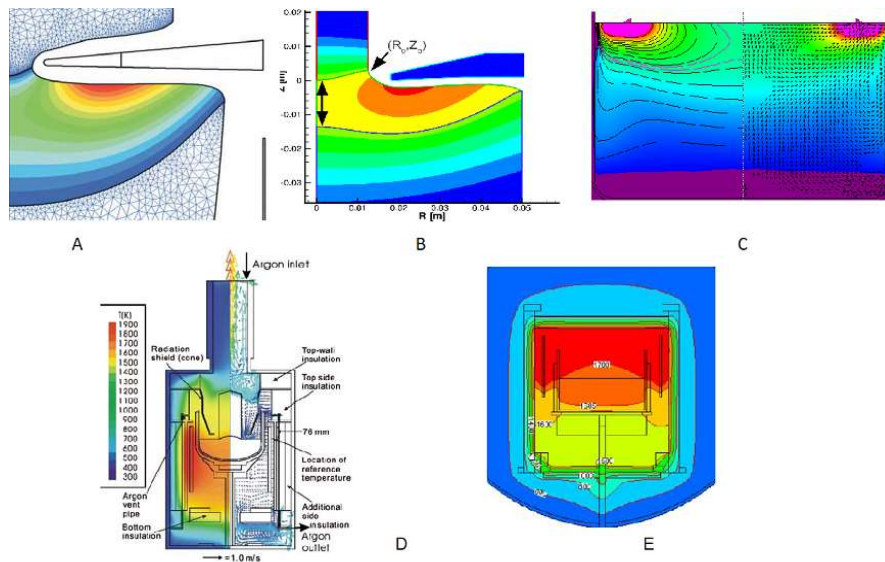 0.02
0.01
0
-0.01
-0.02
-0.03
Z [m]
(R₀,Z₀)
0 0.01 0.02 0.03 0.04 0.05
R [m]
A
B
C
Argon inlet
T(K)
1900
1800
1700
1600
1500
1400
1300
1200
1100
1000
900
800
700
600
500
400
300
Radiation
shield (cone)
Top-wall
insulation
Top side
insulation
76 mm
Location of
reference
temperature
Argon
vent
pipe
Bottom
insulation
Additional
side
insulation
Argon
outlet
=1.0 m/s
D
1700
E